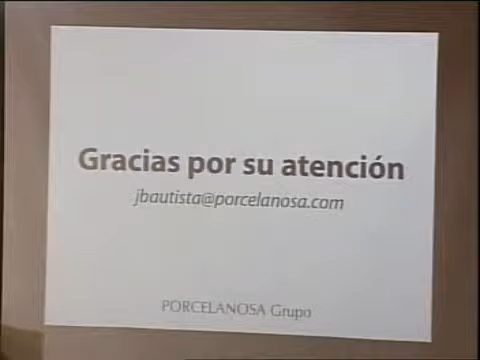 Gracias por su atención
jbautista@porcelanosa.com
PORCELANOSA Grupo